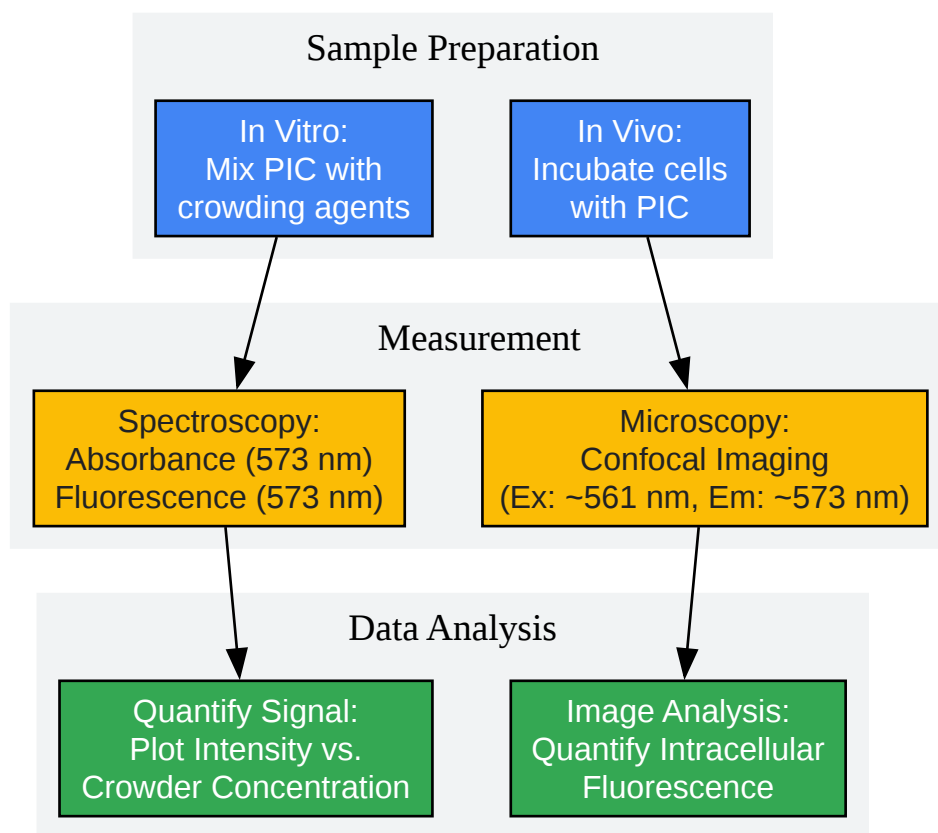 Sample Preparation
In Vitro:
Mix PIC with
crowding agents
In Vivo:
Incubate cells
with PIC
Measurement
Spectroscopy:
Absorbance (573 nm)
Fluorescence (573 nm)
Microscopy:
Confocal Imaging
(Ex: ~561 nm, Em: ~573 nm)
Data Analysis
Quantify Signal:
Plot Intensity vs.
Crowder Concentration
Image Analysis:
Quantify Intracellular
Fluorescence